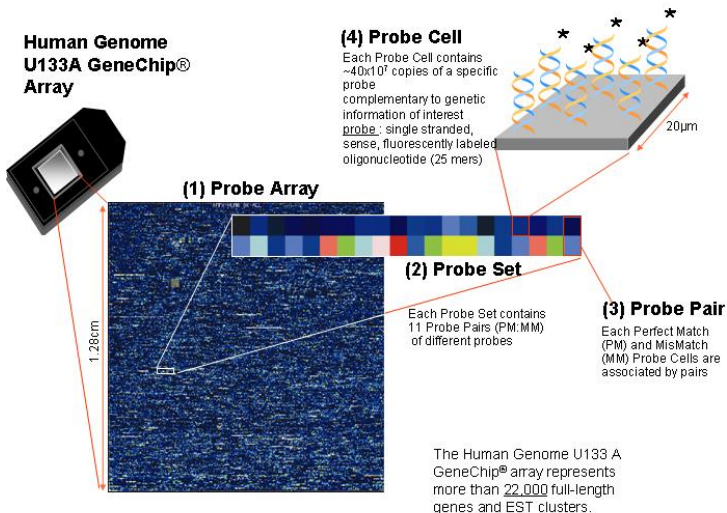 Human Genome
U133A GeneChip®
Array
(4) Probe Cell
Each Probe Cell contains
~40x10⁷ copies of a specific
probe
complementary to genetic
information of interest
probe : single stranded,
sense, fluorescently labeled
oligonucleotide (25 mers)
* * * * * *
20µm
(1) Probe Array
(2) Probe Set
Each Probe Set contains
11 Probe Pairs (PM:MM)
of different probes
(3) Probe Pair
Each Perfect Match
(PM) and MisMatch
(MM) Probe Cells are
associated by pairs
1.28cm
The Human Genome U133 A
GeneChip® array represents
more than 22,000 full-length
genes and EST clusters.